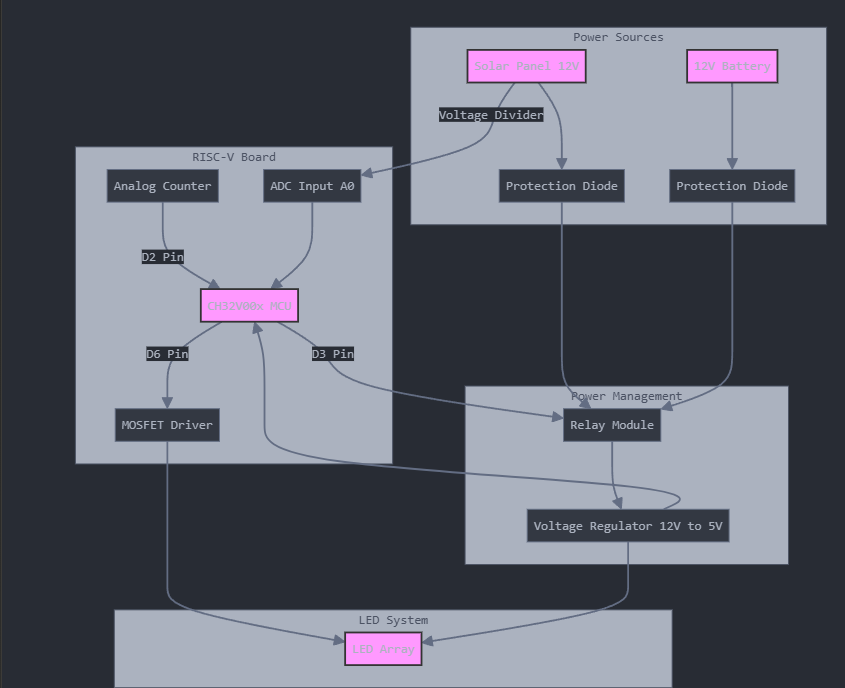 Power Sources
Solar Panel 12V
12V Battery
Voltage Divider
RISC-V Board
Analog Counter
ADC Input A0
Protection Diode
Protection Diode
D2 Pin
CH32V00x MCU
D6 Pin
D3 Pin
Power Management
MOSFET Driver
Relay Module
Voltage Regulator 12V to 5V
LED System
LED Array